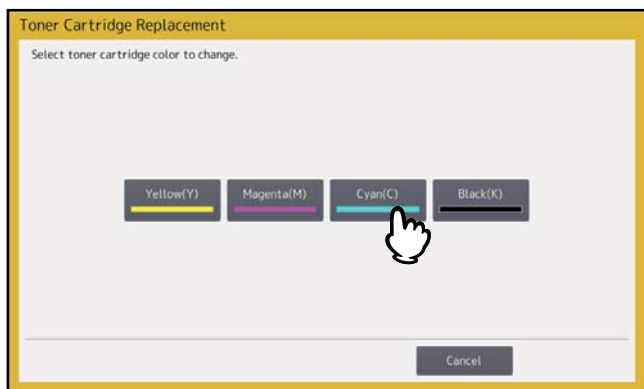 Toner Cartridge Replacement
Select toner cartridge color to change.
Yellow(Y) Magenta(M) Cyan(C) Black(K)
Cancel